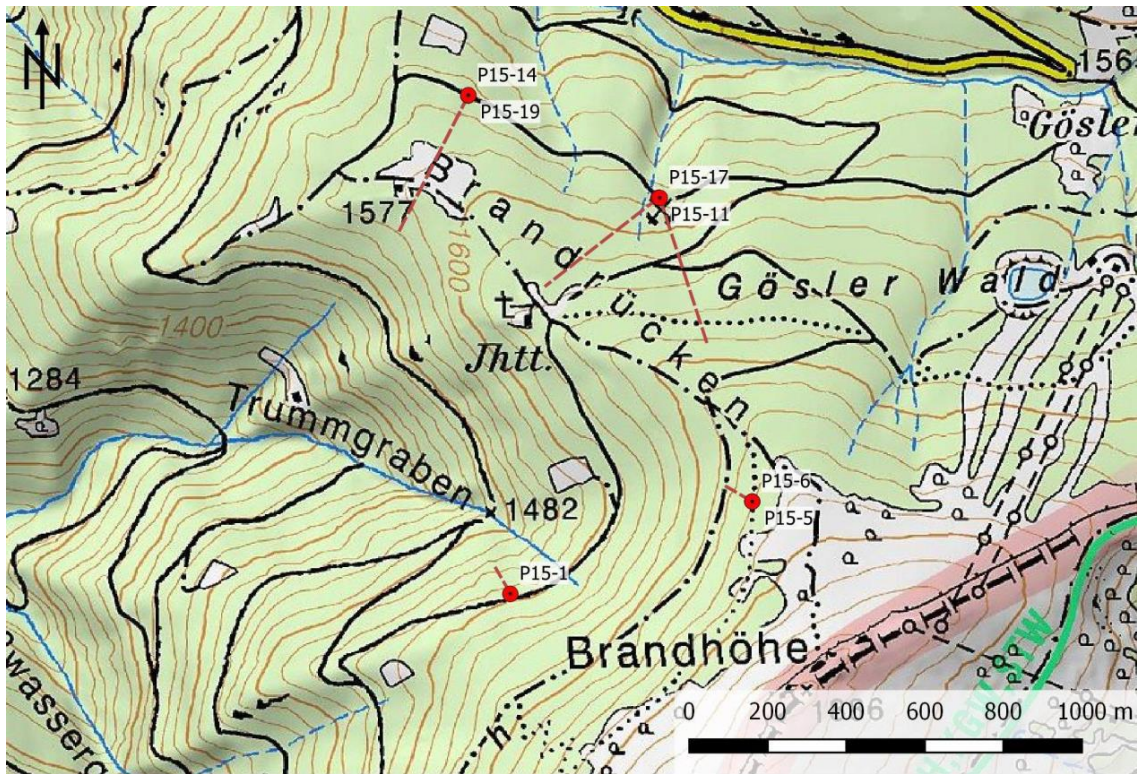 N
P15-14
P15-19
1564
Gösler
Brandrücken
P15-17
P15-11
1577
1600
Gösler Wald
1400
Jhtt.
1284
Trummgraben
1482
P15-6
P15-5
P15-1
Brandhöhe
0 200 400 600 800 1000 m